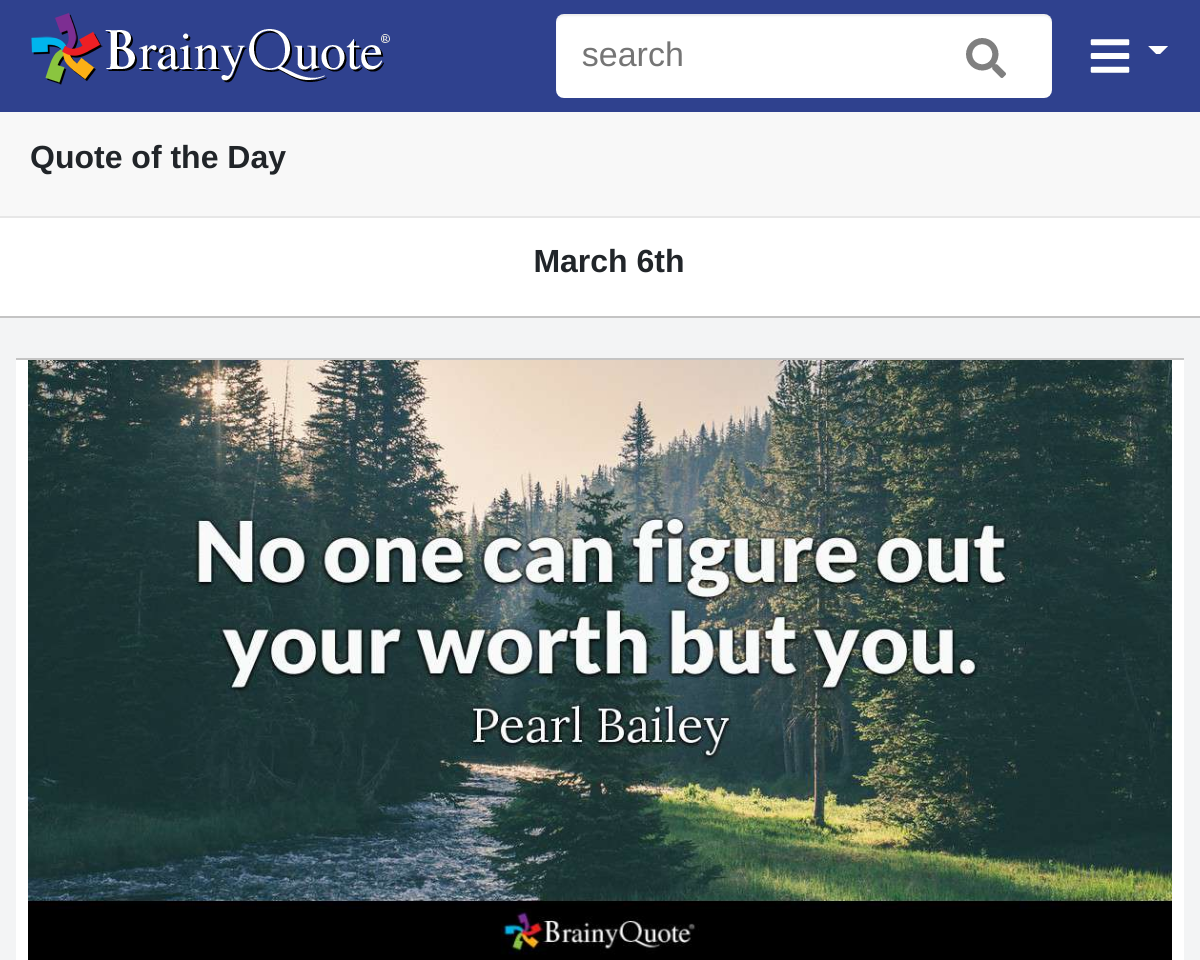 BrainyQuote®
search
Quote of the Day
March 6th
No one can figure out
your worth but you.
Pearl Bailey
BrainyQuote®